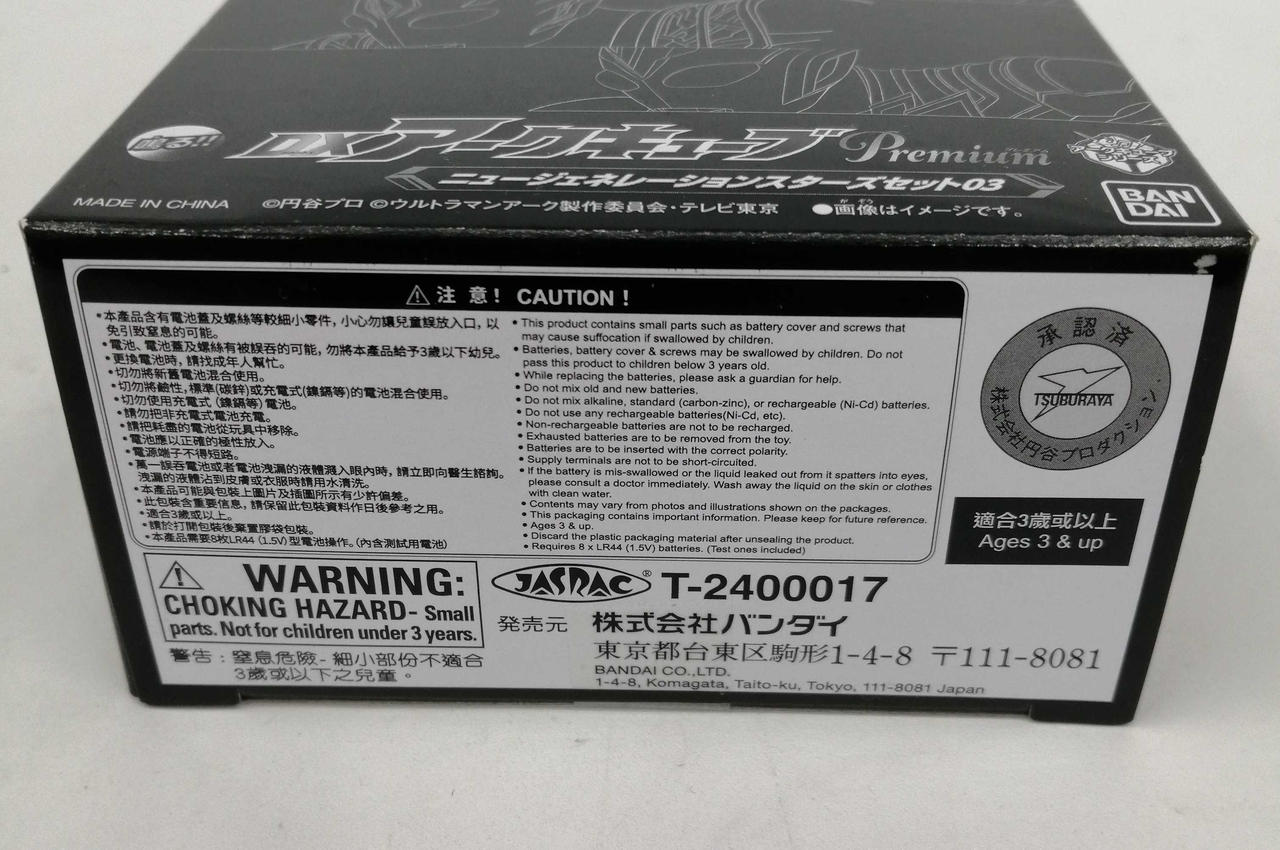 鳴る!!
DXアークキューブ Premium
プレミアム
ニュージェネレーションスターズセット03
アークキューブ
シリーズ
BAN
DAI
MADE IN CHINA ©円谷プロ ©ウルトラマンアーク製作委員会・テレビ東京 ●画像はイメージです。
がぞう
⚠注 意! CAUTION !
•本產品含有電池蓋及螺絲等較細小零件，小心勿讓兒童誤放入口，以
免引致窒息的可能。
•電池、電池蓋及螺絲有被誤吞的可能，勿將本產品給予3歲以下幼兒。
•更換電池時，請找成年人幫忙。
•切勿將新舊電池混合使用。
•切勿將鹼性，標準(碳鋅)或充電式(鎳鎘等)的電池混合使用。
•切勿使用充電式 (鎳鎘等) 電池。
•請勿把非充電式電池充電。
•請把耗盡的電池從玩具中移除。
•電池應以正確的極性放入。
•電源端子不得短路。
•萬一誤吞電池或者電池洩漏的液體濺入眼內時，請立即向醫生諮詢。
洩漏的液體沾到皮膚或衣服時請用水清洗。
•本產品可能與包裝上圖片及插圖所示有少許偏差。
•此包裝含重要信息，請保留此包裝資料作日後參考之用。
•適合3歲或以上。
•請於打開包裝後棄置膠袋包裝。
•本產品需要8枚LR44 (1.5V) 型電池操作。(內含測試用電池)
• This product contains small parts such as battery cover and screws that
may cause suffocation if swallowed by children.
• Batteries, battery cover & screws may be swallowed by children. Do not
pass this product to children below 3 years old.
• While replacing the batteries, please ask a guardian for help.
• Do not mix old and new batteries.
• Do not mix alkaline, standard (carbon-zinc), or rechargeable (Ni-Cd) batteries.
• Do not use any rechargeable batteries(Ni-Cd, etc).
• Non-rechargeable batteries are not to be recharged.
• Exhausted batteries are to be removed from the toy.
• Batteries are to be inserted with the correct polarity.
• Supply terminals are not to be short-circuited.
• If the battery is mis-swallowed or the liquid leaked out from it spatters into eyes,
please consult a doctor immediately. Wash away the liquid on the skin or clothes
with clean water.
• Contents may vary from photos and illustrations shown on the packages.
• This packaging contains important information. Please keep for future reference.
• Ages 3 & up.
• Discard the plastic packaging material after unsealing the product.
• Requires 8 x LR44 (1.5V) batteries. (Test ones included)
承認済
TSUBURAYA
株式会社円谷プロダクション
適合3歲或以上
Ages 3 & up
⚠ WARNING:
CHOKING HAZARD- Small
parts. Not for children under 3 years.
警告 : 窒息危險- 細小部份不適合
3歲或以下之兒童。
JASRAC® T-2400017
発売元 株式会社バンダイ
東京都台東区駒形1-4-8 〒111-8081
BANDAI CO.,LTD.
1-4-8, Komagata, Taito-ku, Tokyo, 111-8081 Japan